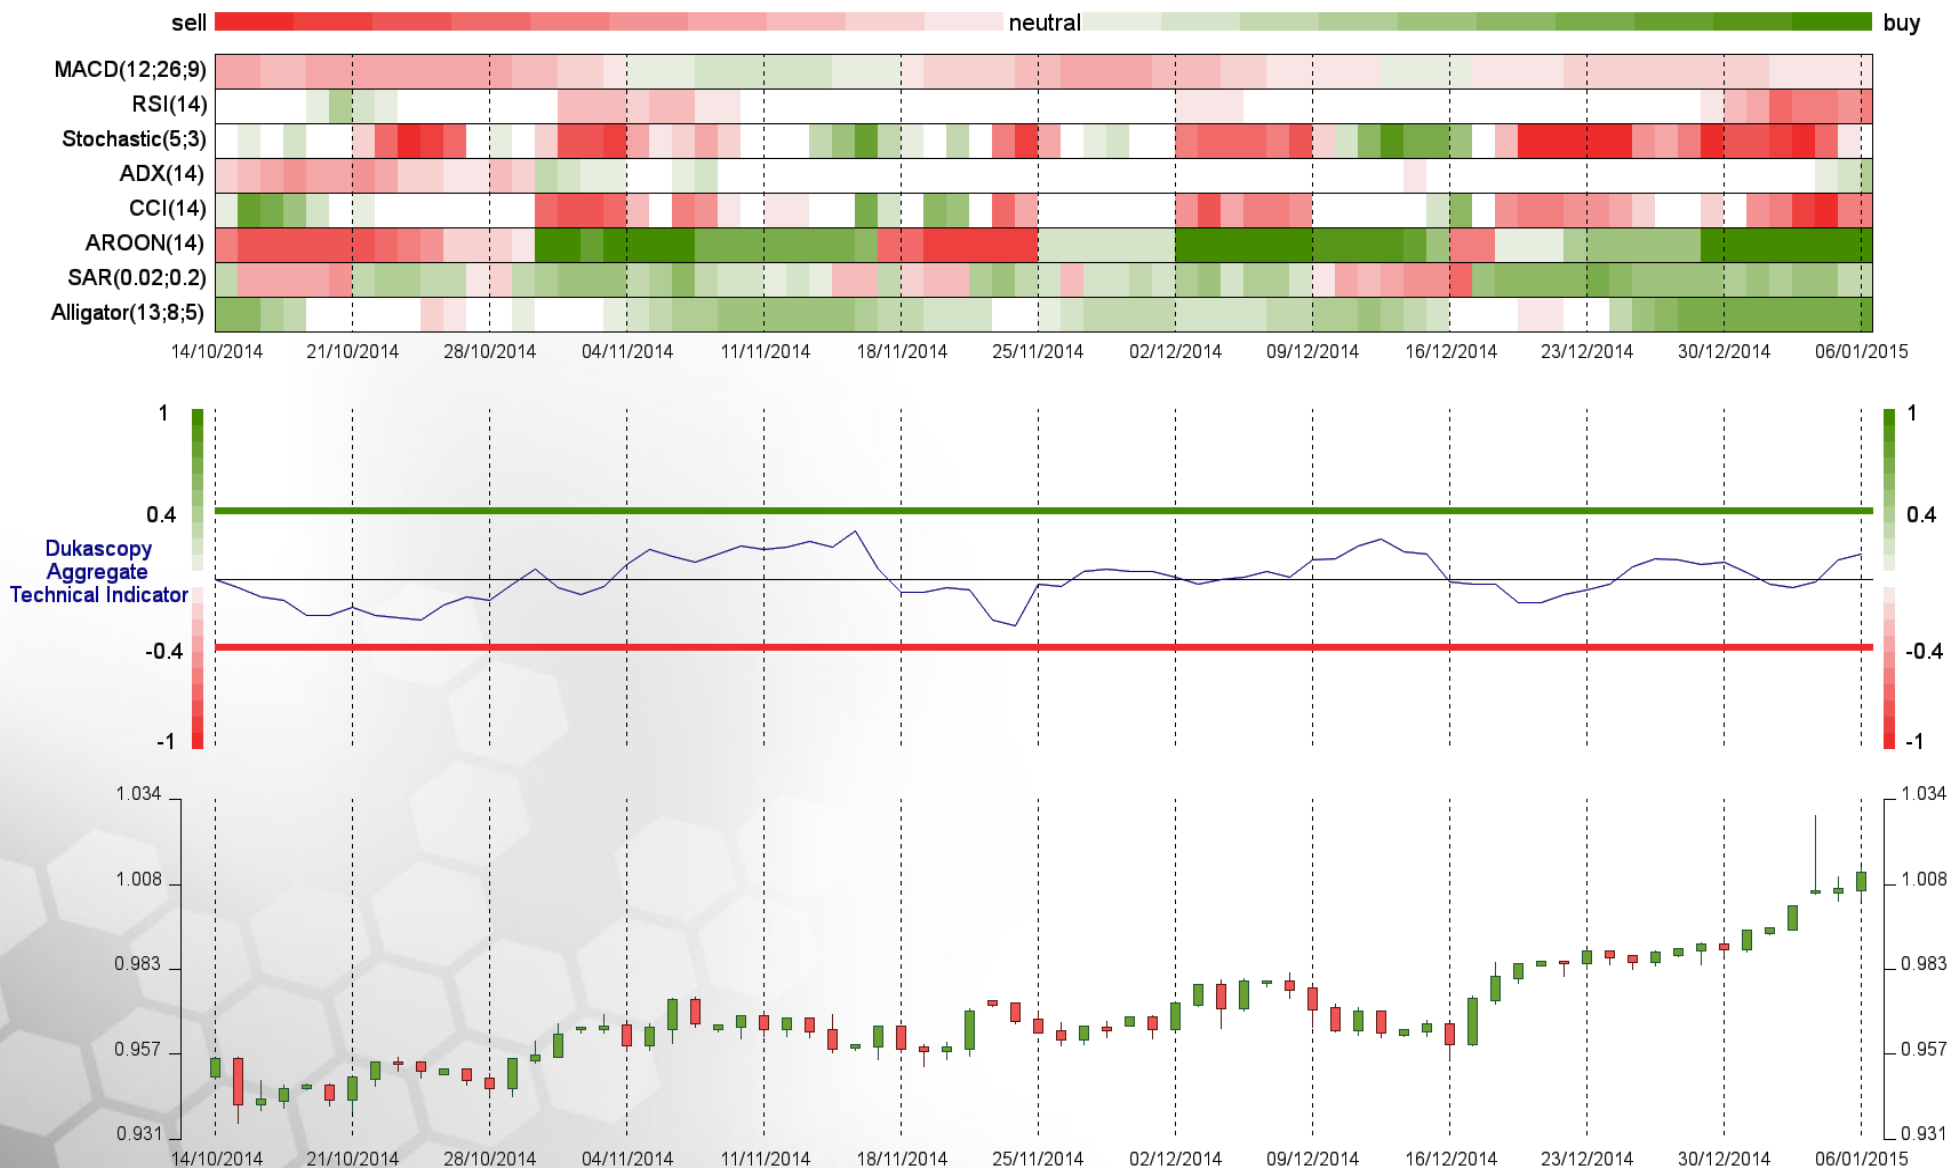 sell neutral buy
MACD(12;26;9)
RSI(14)
Stochastic(5;3)
ADX(14)
CCI(14)
AROON(14)
SAR(0.02;0.2)
Alligator(13;8;5)
14/10/2014 21/10/2014 28/10/2014 04/11/2014 11/11/2014 18/11/2014 25/11/2014 02/12/2014 09/12/2014 16/12/2014 23/12/2014 30/12/2014 06/01/2015
1 1
0.4 0.4
Dukascopy
Aggregate
Technical Indicator
-0.4 -0.4
-1 -1
1.034 1.034
1.008 1.008
0.983 0.983
0.957 0.957
0.931 0.931
14/10/2014 21/10/2014 28/10/2014 04/11/2014 11/11/2014 18/11/2014 25/11/2014 02/12/2014 09/12/2014 16/12/2014 23/12/2014 30/12/2014 06/01/2015